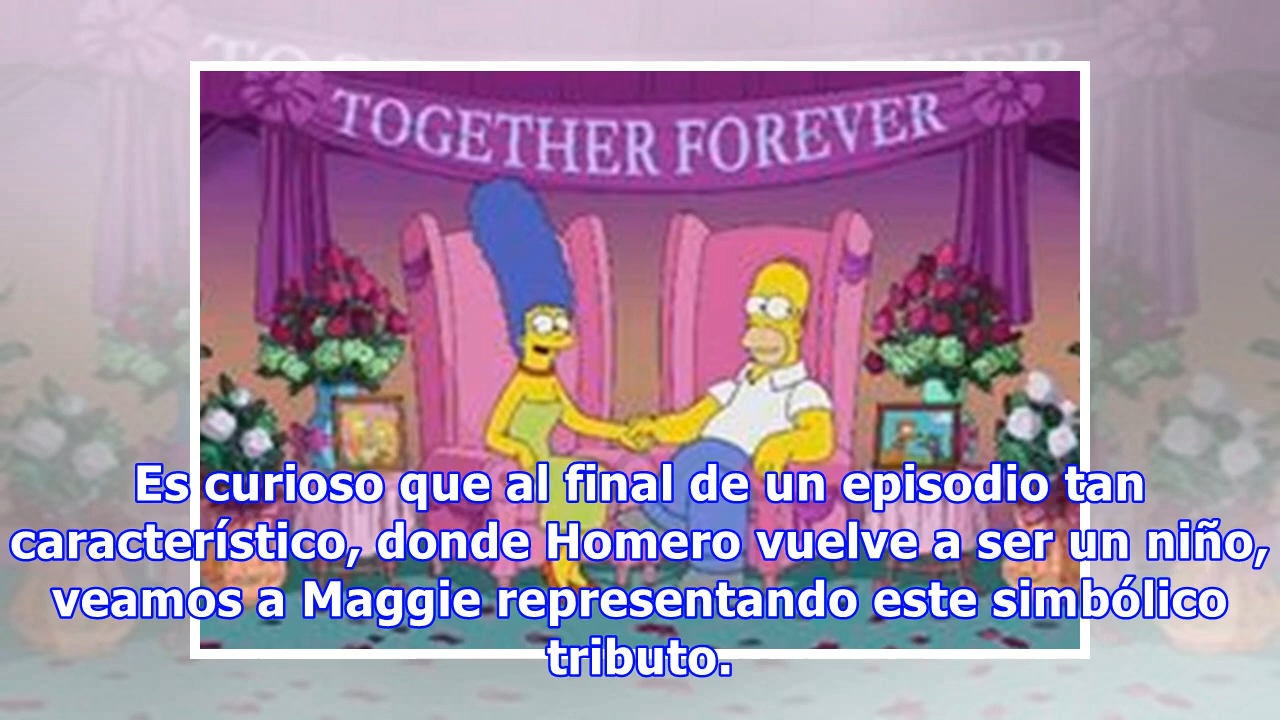 TOGETHER FOREVER
Es curioso que al final de un episodio tan
característico, donde Homero vuelve a ser un niño,
veamos a Maggie representando este simbólico
tributo.